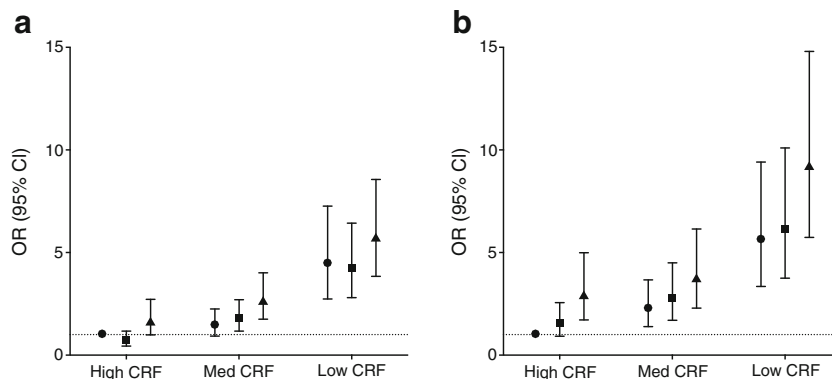 a
15
10
5
0
OR (95% CI)
High CRF
Med CRF
Low CRF
b
15
10
5
0
OR (95% CI)
High CRF
Med CRF
Low CRF